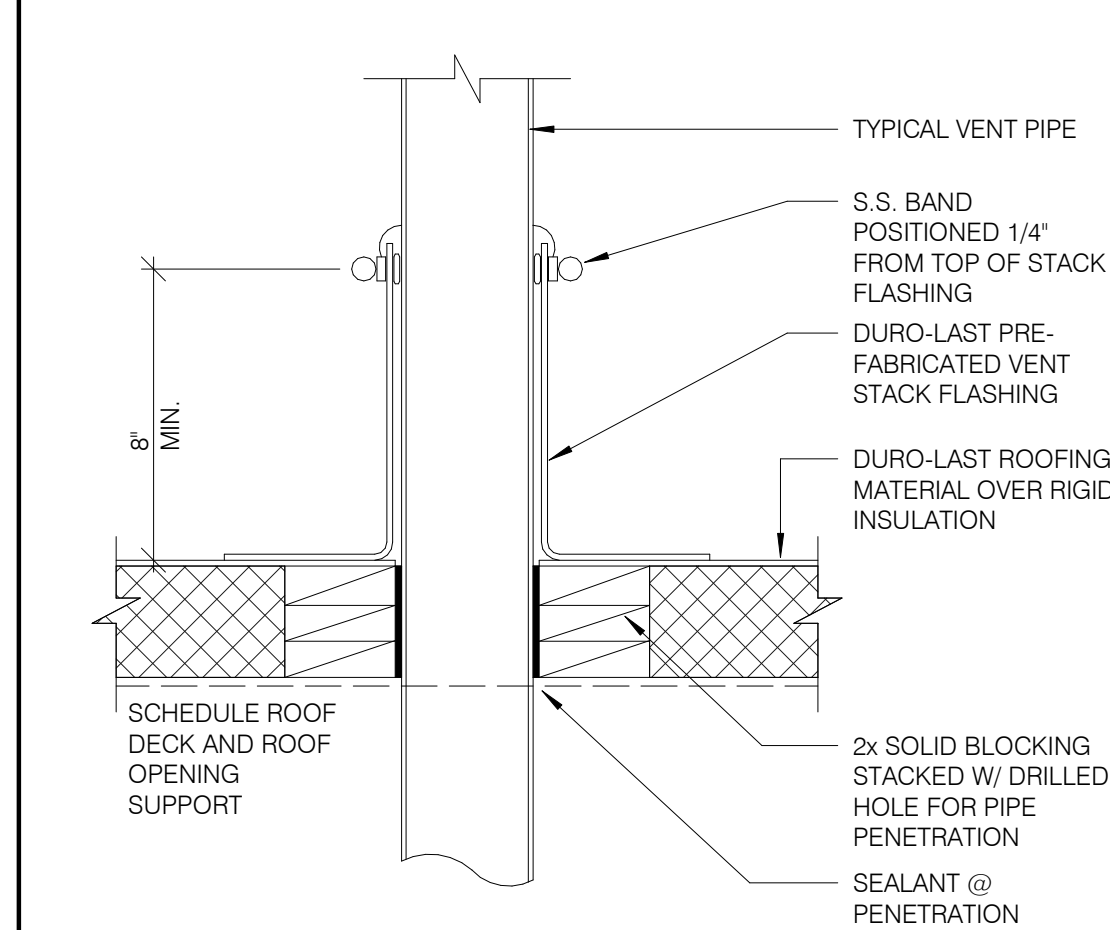 TYPICAL VENT PIPE
S.S. BAND
POSITIONED 1/4"
FROM TOP OF STACK
FLASHING
DURO-LAST PRE-
FABRICATED VENT
STACK FLASHING
8"
MIN.
DURO-LAST ROOFING
MATERIAL OVER RIGID
INSULATION
SCHEDULE ROOF
DECK AND ROOF
OPENING
SUPPORT
2x SOLID BLOCKING
STACKED W/ DRILLED
HOLE FOR PIPE
PENETRATION
SEALANT @
PENETRATION